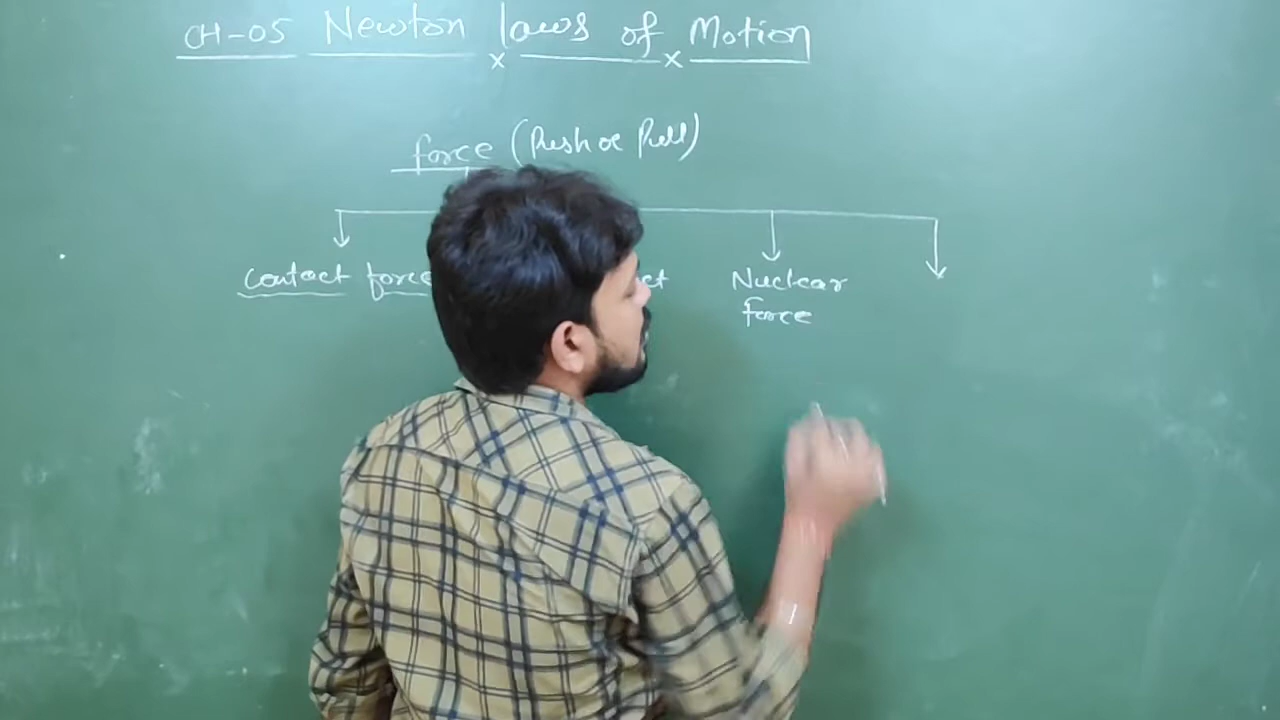 CH-05 Newton laws of Motion
force (Push or Pull)
Contact force
Nuclear
force